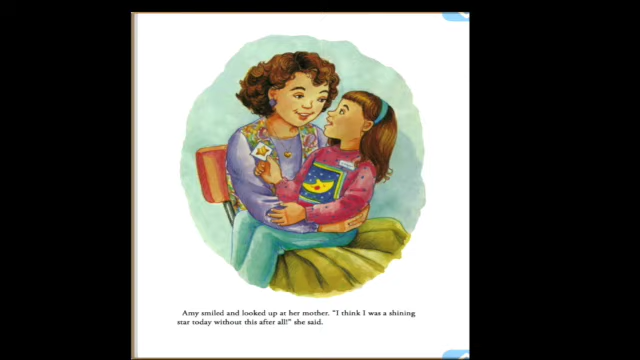 Amy smiled and looked up at her mother. "I think I was a shining
star today without this after all!" she said.